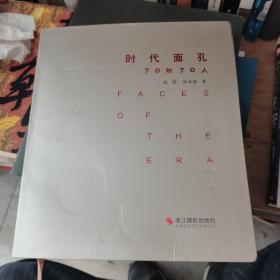 时代面孔
70年70人
著
FACES
OF
THE
ERA
浙江摄影出版社